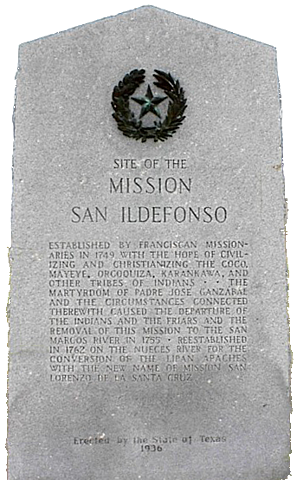 SITE OF THE
MISSION
SAN ILDEFONSO
ESTABLISHED BY FRANCISCAN MISSION-
ARIES IN 1749 WITH THE HOPE OF CIVIL-
IZING AND CHRISTIANIZING THE COCO,
MAYEYE, ORCOQUIZA, KARANKAWA, AND
OTHER TRIBES OF INDIANS • • THE
MARTYRDOM OF PADRE JOSE GANZABAL
AND THE CIRCUMSTANCES CONNECTED
THEREWITH CAUSED THE DEPARTURE OF
THE INDIANS AND THE FRIARS AND THE
REMOVAL OF THIS MISSION TO THE SAN
MARCOS RIVER IN 1755 • REESTABLISHED
IN 1762 ON THE NUECES RIVER FOR THE
CONVERSION OF THE LIPAN APACHES
WITH THE NEW NAME OF MISSION SAN
LORENZO DE LA SANTA CRUZ
Erected by the State of Texas
1936